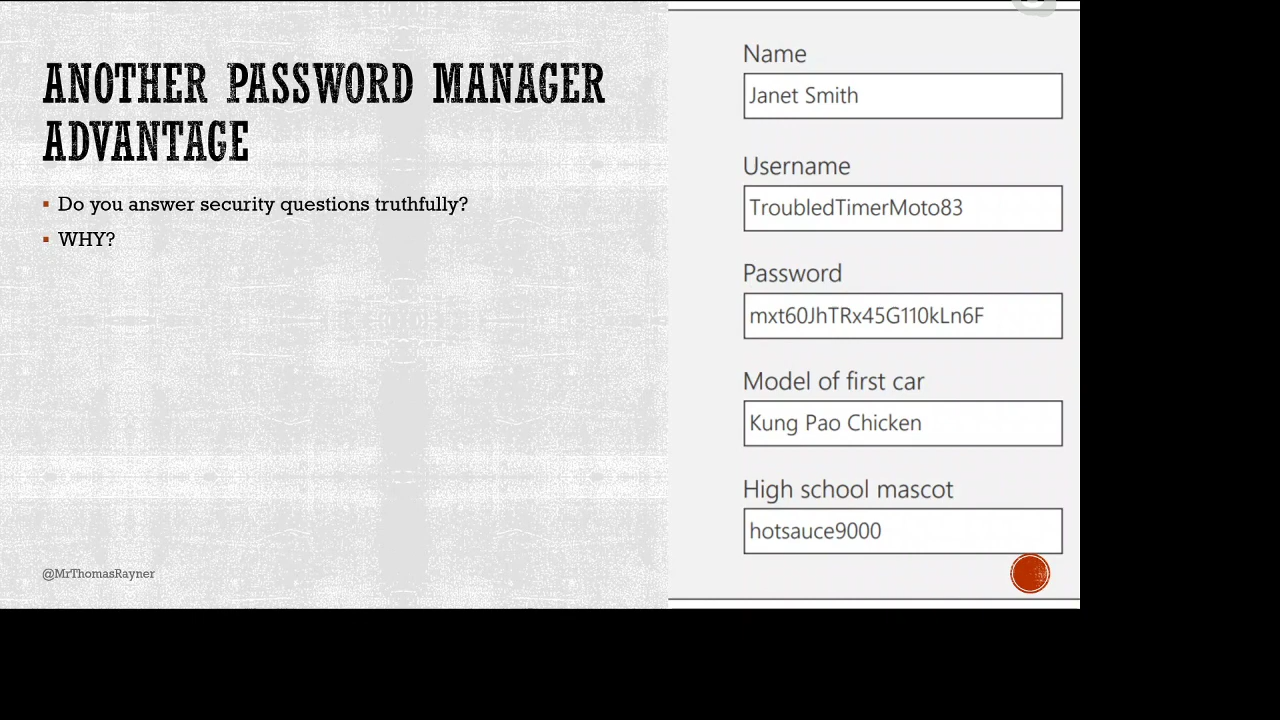 ANOTHER PASSWORD MANAGER
ADVANTAGE
Do you answer security questions truthfully?
WHY?
@MrThomasRayner
Name
Janet Smith
Username
TroubledTimerMoto83
Password
mxt60JhTRx45G110kLn6F
Model of first car
Kung Pao Chicken
High school mascot
hotsauce9000